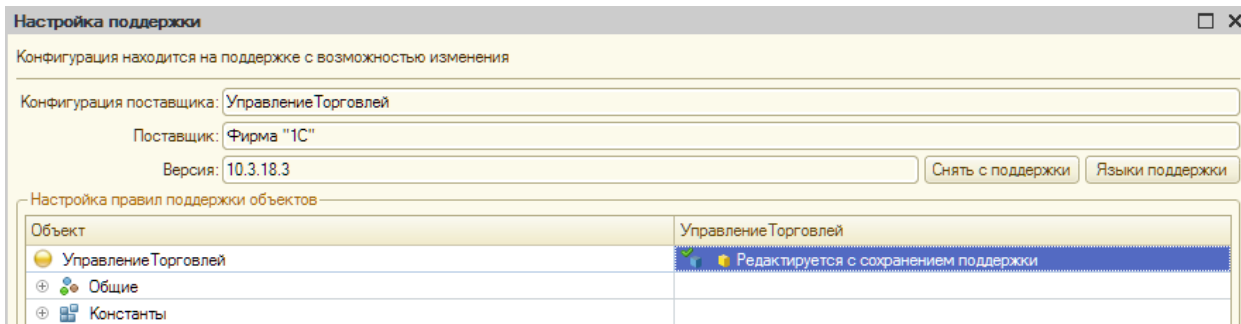 Настройка поддержки
Конфигурация находится на поддержке с возможностью изменения
Конфигурация поставщика: УправлениеТорговлей
Поставщик: Фирма "1С"
Версия: 10.3.18.3 Снять с поддержки Языки поддержки
Настройка правил поддержки объектов
Объект УправлениеТорговлей
УправлениеТорговлей Редактируется с сохранением поддержки
Общие
Константы